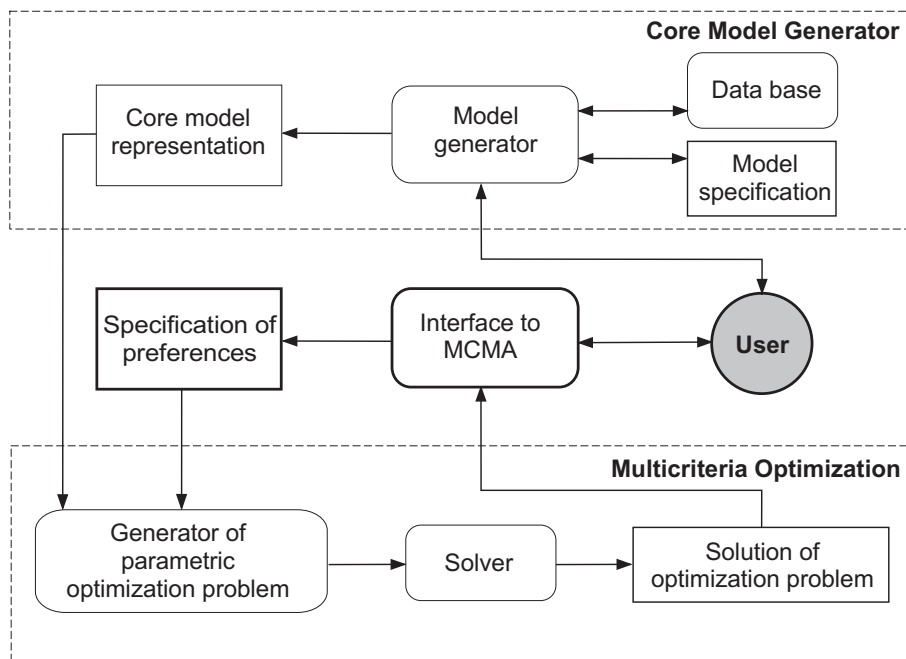 Core Model Generator
Core model
representation
Model
generator
Data base
Model
specification
Specification of
preferences
Interface to
MCMA
User
Multicriteria Optimization
Generator of
parametric
optimization problem
Solver
Solution of
optimization problem